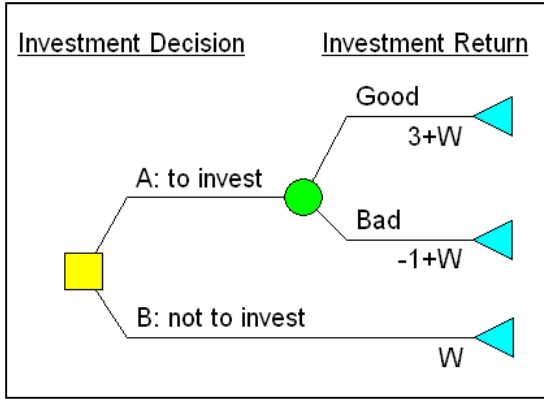 Investment Decision
Investment Return
Good
3+W
A: to invest
Bad
-1+W
B: not to invest
W